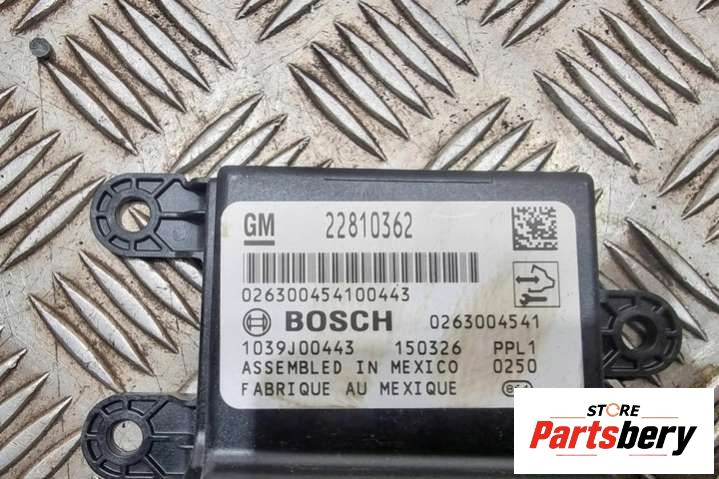 GM 22810362
026300454100443
BOSCH 0263004541
1039J00443 150326 PPL1
ASSEMBLED IN MEXICO 0250
FABRIQUE AU MEXIQUE
STORE
Partsbery